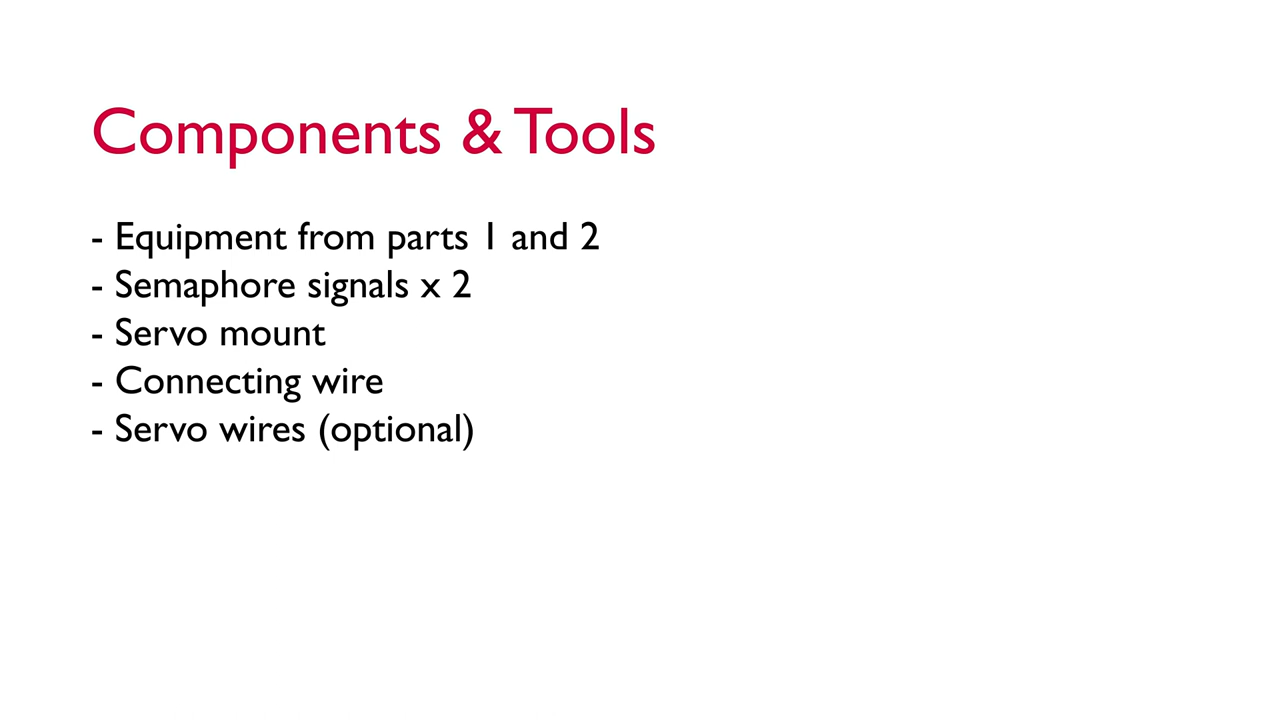 Components & Tools
- Equipment from parts 1 and 2
- Semaphore signals x 2
- Servo mount
- Connecting wire
- Servo wires (optional)